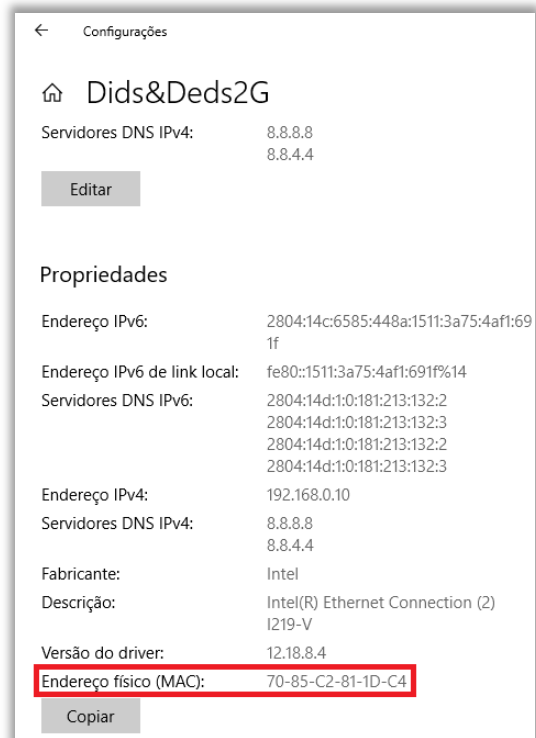 Configurações
Dids&Deds2G
Servidores DNS IPv4: 8.8.8.8
8.8.4.4
Editar
Propriedades
Endereço IPv6: 2804:14c:6585:448a:1511:3a75:4af1:69
1f
Endereço IPv6 de link local: fe80::1511:3a75:4af1:691f%14
Servidores DNS IPv6: 2804:14d:1:0:181:213:132:2
2804:14d:1:0:181:213:132:3
2804:14d:1:0:181:213:132:2
2804:14d:1:0:181:213:132:3
Endereço IPv4: 192.168.0.10
Servidores DNS IPv4: 8.8.8.8
8.8.4.4
Fabricante: Intel
Descrição: Intel(R) Ethernet Connection (2)
I219-V
Versão do driver: 12.18.8.4
Endereço físico (MAC): 70-85-C2-81-1D-C4
Copiar